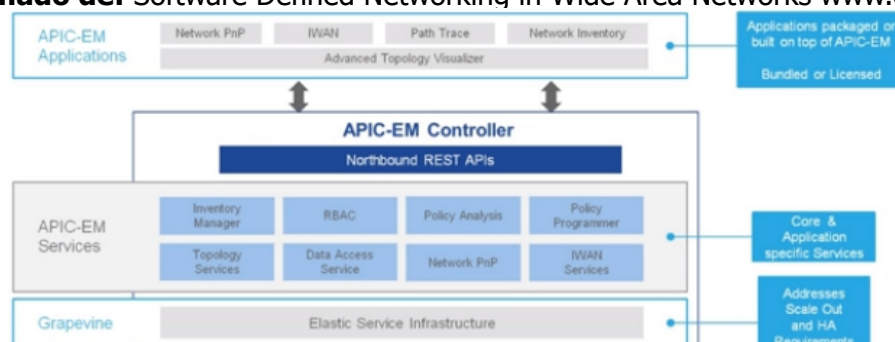 Software Defined Networking in Wide Area Networks www.
APIC-EM
Applications
Network PnP
IWAN
Path Trace
Network Inventory
Advanced Topology Visualizer
Applications packaged or
built on top of APIC-EM
Bundled or Licensed
APIC-EM Controller
Northbound REST APIs
APIC-EM
Services
Inventory
Manager
RBAC
Policy Analysis
Policy
Programmer
Topology
Services
Data Access
Service
Network PnP
IWAN
Services
Core &
Application
specific Services
Grapevine
Elastic Service Infrastructure
Addresses
Scale Out
and HA
Requirements